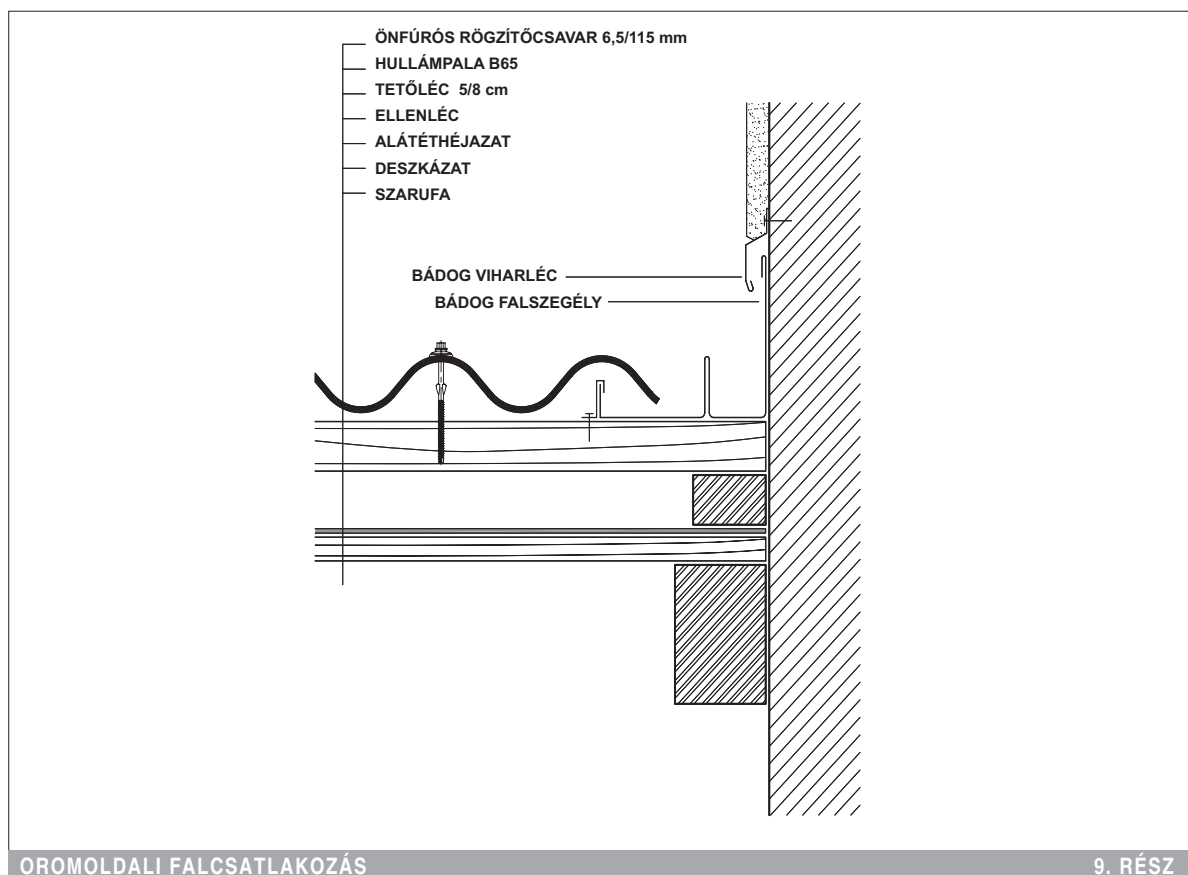 ÖNFÚRÓS RÖGZÍTŐCSAVAR 6,5/115 mm
HULLÁMPALA B65
TETŐLÉC 5/8 cm
ELLENLÉC
ALÁTÉTHÉJAZAT
DESZKÁZAT
SZARUFA
BÁDOG VIHARLÉC
BÁDOG FALSZEGÉLY
OROMOLDALI FALCSATLAKOZÁS
9. RÉSZ